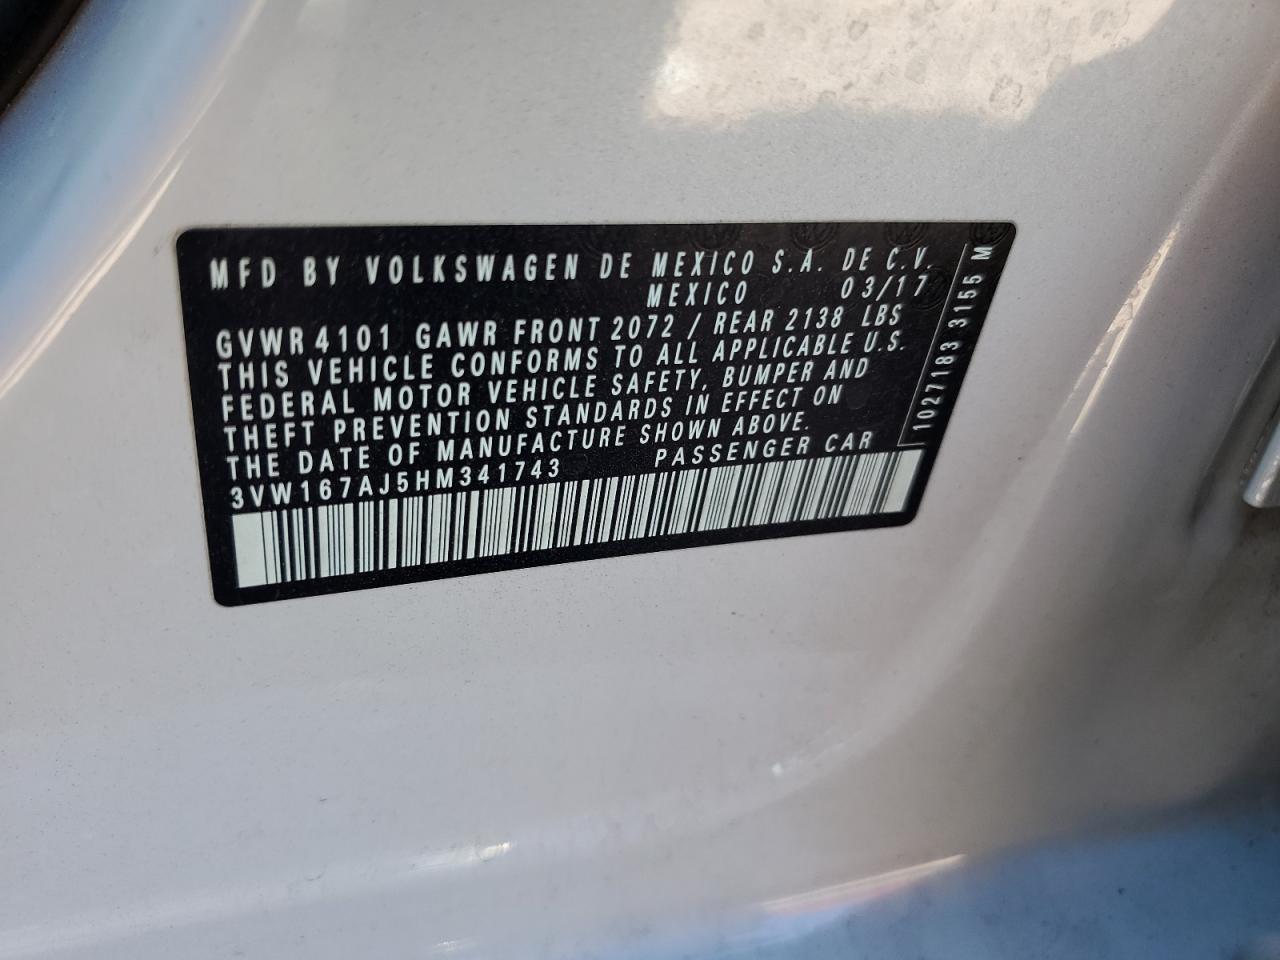 MFD BY VOLKSWAGEN DE MEXICO S.A. DE C.V.
MEXICO 03/17
GVWR 4101 GAWR FRONT 2072 / REAR 2138 LBS
THIS VEHICLE CONFORMS TO ALL APPLICABLE U.S.
FEDERAL MOTOR VEHICLE SAFETY, BUMPER AND
THEFT PREVENTION STANDARDS IN EFFECT ON
THE DATE OF MANUFACTURE SHOWN ABOVE.
3VW167AJ5HM341743 PASSENGER CAR
1027183 3155 M